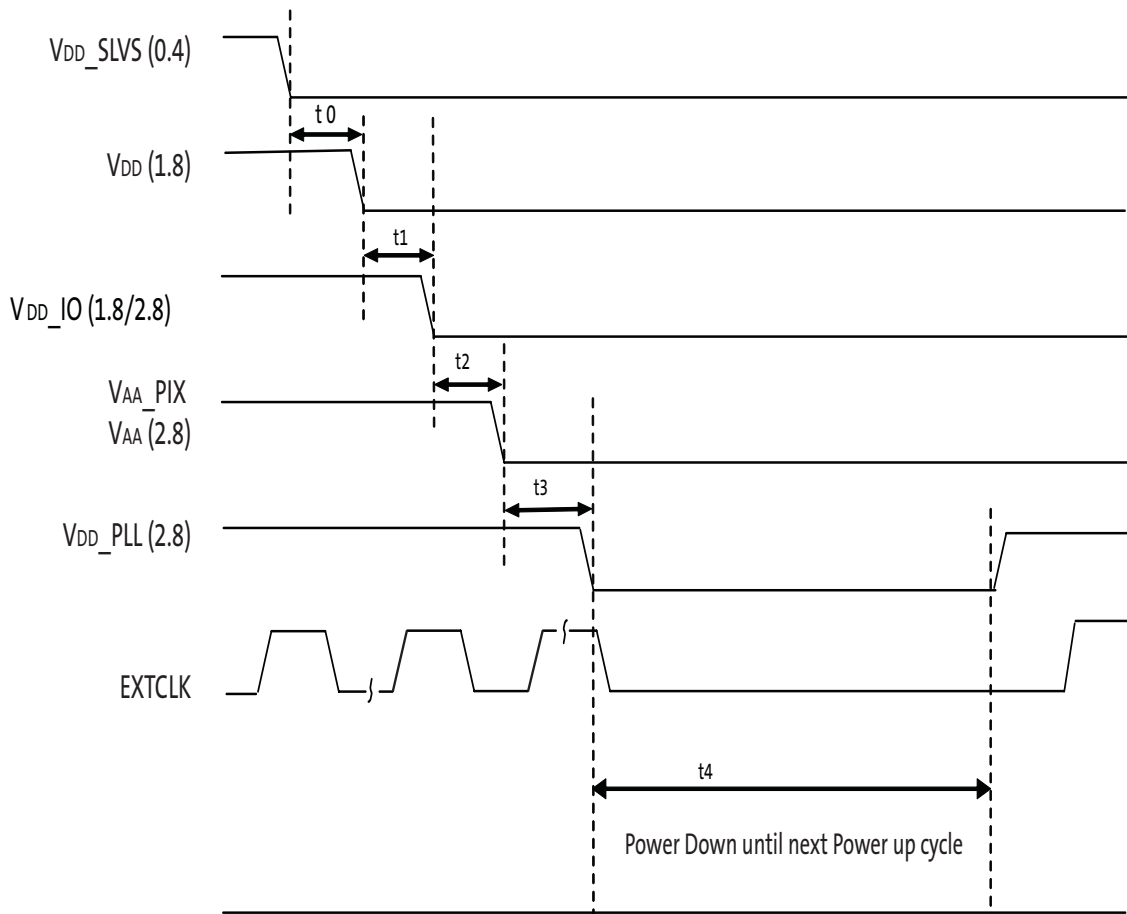 VDD_SLVS (0.4)
t 0
VDD (1.8)
t1
VDD_IO (1.8/2.8)
t2
VAA_PIX
VAA (2.8)
t3
VDD_PLL (2.8)
EXTCLK
t4
Power Down until next Power up cycle